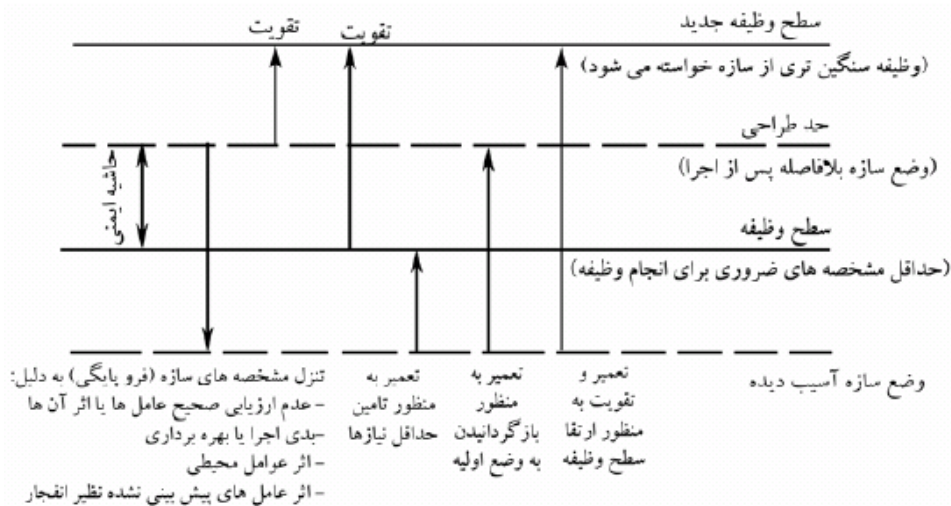 سطح وظیفه جدید
تقویت
تقویت
(وظیفه سنگین تری از سازه خواسته می شود)
حد طراحی
(وضع سازه بلافاصله پس از اجرا)
حاشیه ایمنی
سطح وظیفه
(حداقل مشخصه های ضروری برای انجام وظیفه)
وضع سازه آسیب دیده
تعمیر و
تقویت به
منظور ارتقا
سطح وظیفه
تعمیر به
منظور
بازگردانیدن
به وضع اولیه
تعمیر به
منظور تامین
حداقل نیازها
تنزل مشخصه های سازه (فرو پایگی) به دلیل:
- عدم ارزیابی صحیح عامل ها یا اثر آن ها
-بدی اجرا یا بهره برداری
- اثر عوامل محیطی
- اثر عامل های پیش بینی نشده نظیر انفجار